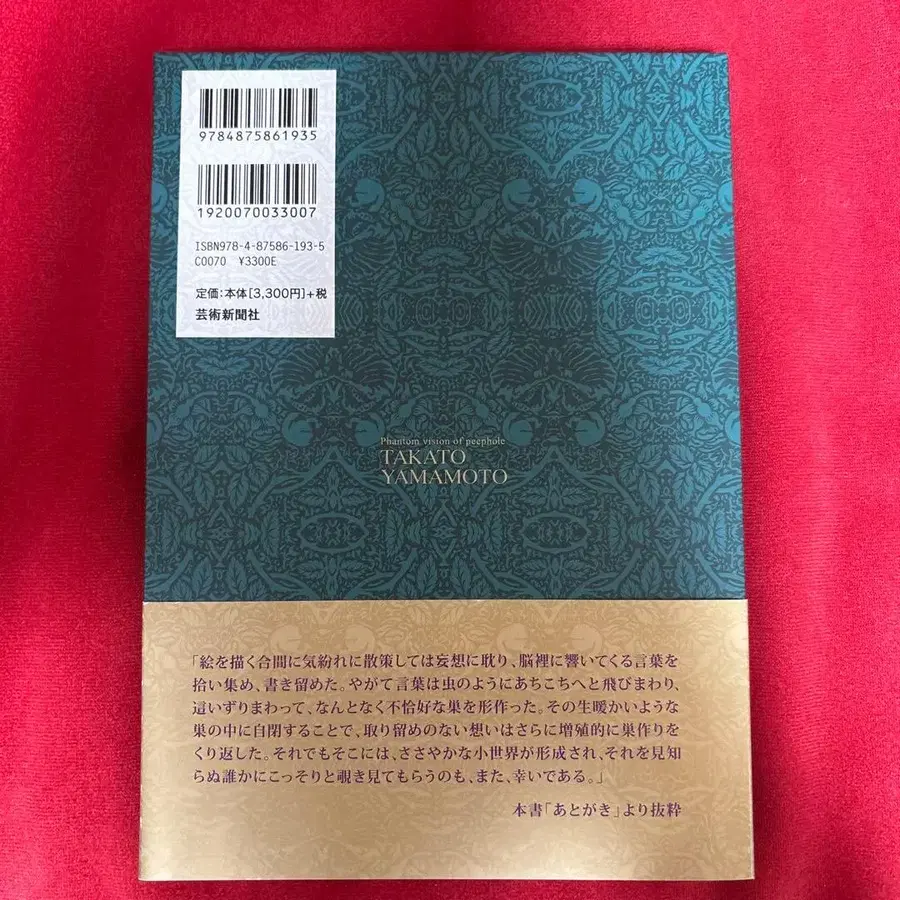 9784875861935
1920070033007
ISBN978-4-87586-193-5
C0070 ¥3300E
定価:本体[3,300円]+税
芸術新聞社
Phantom vision of peephole
TAKATO
YAMAMOTO
「絵を描く合間に気紛れに散策しては妄想に耽り、脳裡に響いてくる言葉を
拾い集め、書き留めた。やがて言葉は虫のようにあちこちへと飛びまわり、
這いずりまわって、なんとなく不恰好な巣を形作った。その生暖かいような
巣の中に自閉することで、取り留めのない想いはさらに増殖的に巣作りを
くり返した。それでもそこには、ささやかな小世界が形成され、それを見知
らぬ誰かにこっそりと覗き見てもらうのも、また、幸いである。」
本書「あとがき」より抜粋